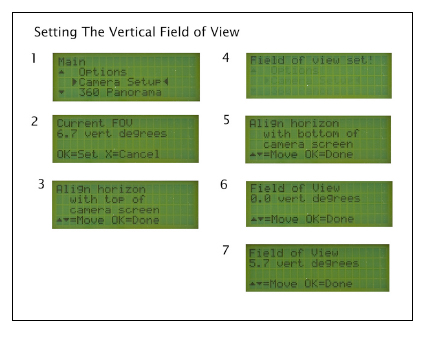 Setting The Vertical Field of View
1
Main
▲ Options
▶Camera Setup◀
▼ 360 Panorama
2
Current FOV
6.7 vert degrees
OK=Set X=Cancel
3
Align horizon
with top of
camera screen
▲▼=Move OK=Done
4
Field of view set!
5
Align horizon
with bottom of
camera screen
▲▼=Move OK=Done
6
Field of View
0.0 vert degrees
▲▼=Move OK=Done
7
Field of View
5.7 vert degrees
▲▼=Move OK=Done